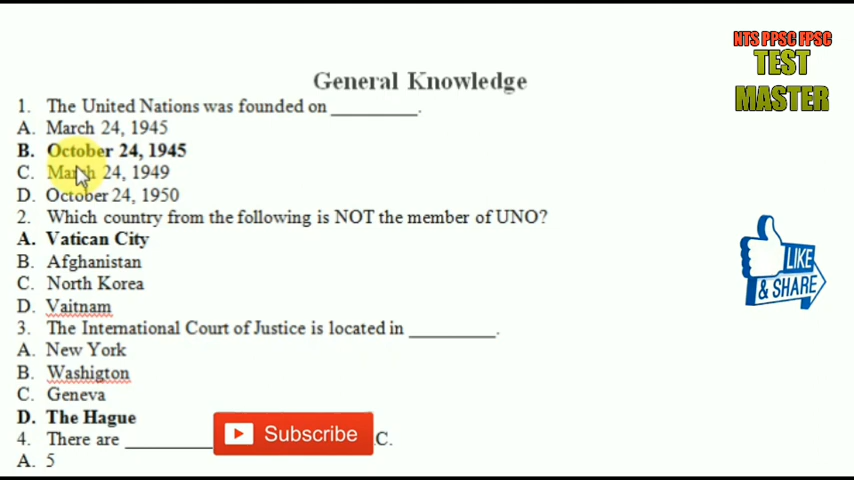 NTS PPSC FPSC
TEST
MASTER
General Knowledge
1. The United Nations was founded on _________.
A. March 24, 1945
B. October 24, 1945
C. March 24, 1949
D. October 24, 1950
2. Which country from the following is NOT the member of UNO?
A. Vatican City
B. Afghanistan
C. North Korea
D. Vaitnam
LIKE
& SHARE
3. The International Court of Justice is located in _________.
A. New York
B. Washigton
C. Geneva
D. The Hague
Subscribe
4. There are _________ C.
A. 5